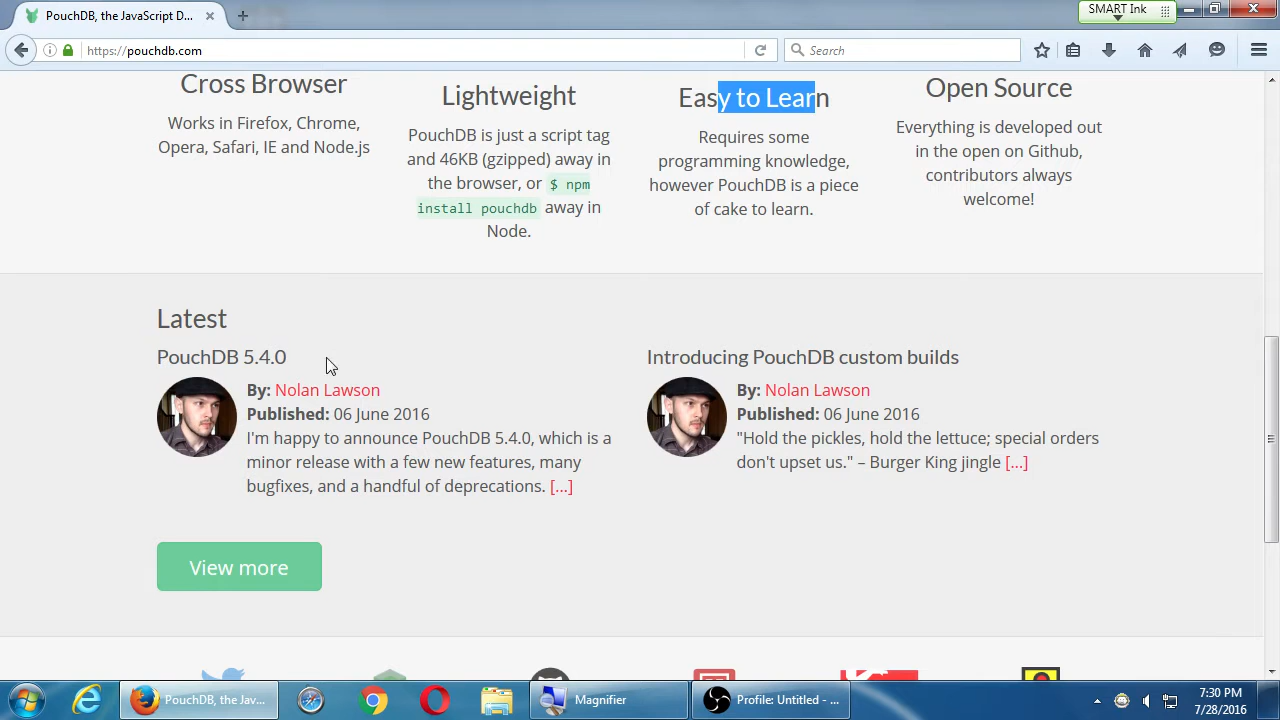 PouchDB, the JavaScript D...
SMART Ink
https://pouchdb.com
Search
Cross Browser
Works in Firefox, Chrome,
Opera, Safari, IE and Node.js
Lightweight
PouchDB is just a script tag
and 46KB (gzipped) away in
the browser, or $ npm
install pouchdb away in
Node.
Easy to Learn
Requires some
programming knowledge,
however PouchDB is a piece
of cake to learn.
Open Source
Everything is developed out
in the open on Github,
contributors always
welcome!
Latest
PouchDB 5.4.0
By: Nolan Lawson
Published: 06 June 2016
I'm happy to announce PouchDB 5.4.0, which is a
minor release with a few new features, many
bugfixes, and a handful of deprecations. [...]
Introducing PouchDB custom builds
By: Nolan Lawson
Published: 06 June 2016
"Hold the pickles, hold the lettuce; special orders
don't upset us." – Burger King jingle [...]
View more
PouchDB, the Jav...
Magnifier
Profile: Untitled - ...
7:30 PM
7/28/2016